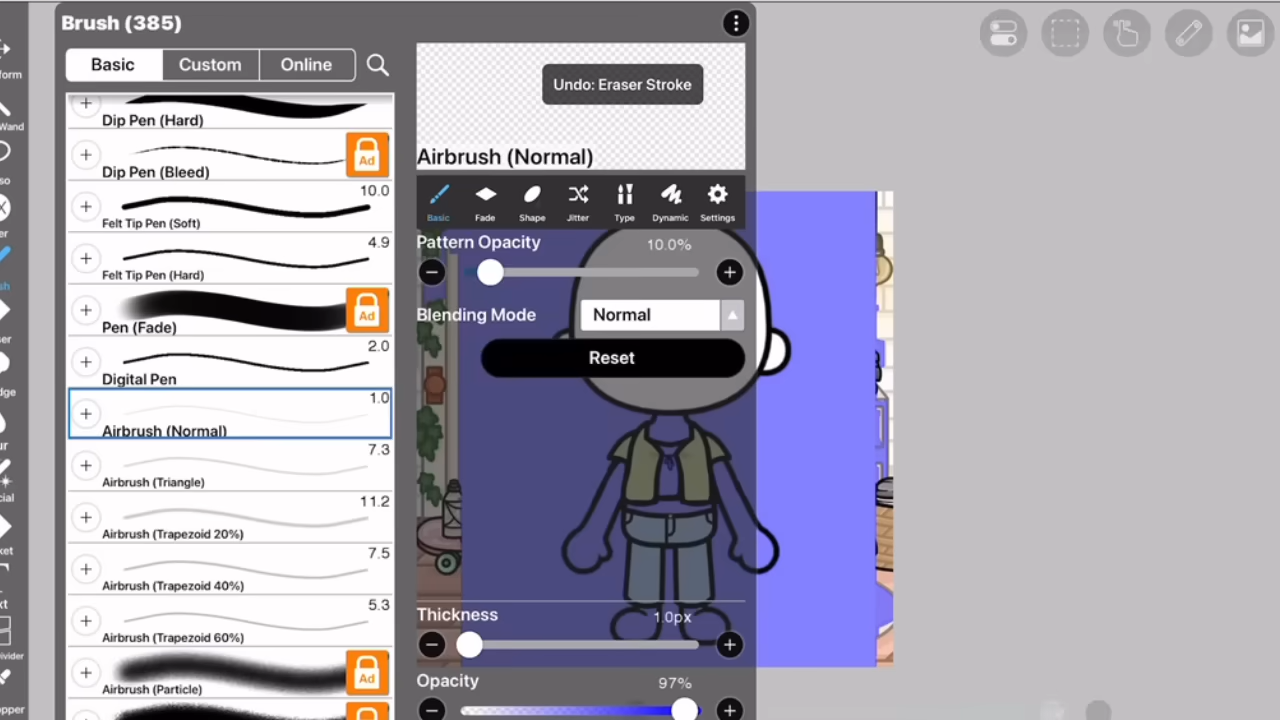 Brush (385)
Basic
Custom
Online
Dip Pen (Hard)
Dip Pen (Bleed)
Ad
10.0
Felt Tip Pen (Soft)
4.9
Felt Tip Pen (Hard)
Pen (Fade)
Ad
2.0
Digital Pen
1.0
Airbrush (Normal)
7.3
Airbrush (Triangle)
11.2
Airbrush (Trapezoid 20%)
7.5
Airbrush (Trapezoid 40%)
5.3
Airbrush (Trapezoid 60%)
Airbrush (Particle)
Ad
Undo: Eraser Stroke
Airbrush (Normal)
Basic
Fade
Shape
Jitter
Type
Dynamic
Settings
Pattern Opacity
10.0%
Blending Mode
Normal
Reset
Thickness
1.0px
Opacity
97%